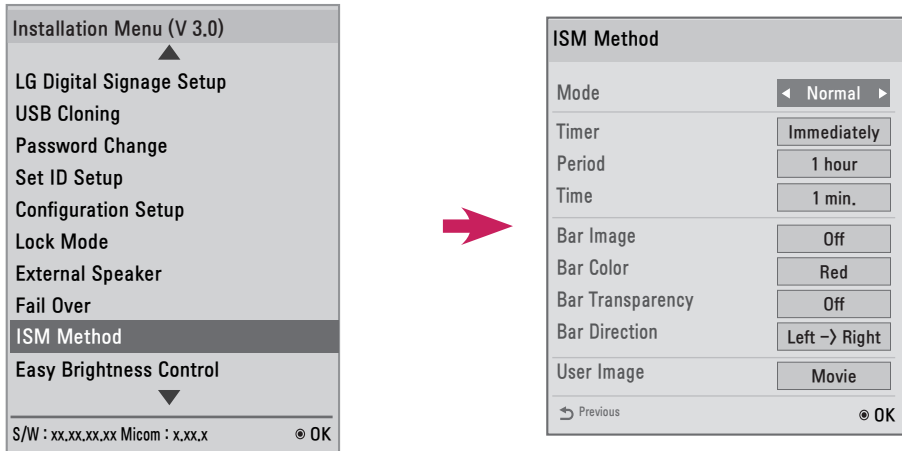 Installation Menu (V 3.0)
LG Digital Signage Setup
USB Cloning
Password Change
Set ID Setup
Configuration Setup
Lock Mode
External Speaker
Fail Over
ISM Method
Easy Brightness Control
S/W : xx.xx.xx.xx Micom : x.xx.x ◉ OK
ISM Method
Mode ◀ Normal ▶
Timer Immediately
Period 1 hour
Time 1 min.
Bar Image Off
Bar Color Red
Bar Transparency Off
Bar Direction Left -> Right
User Image Movie
Previous ◉ OK